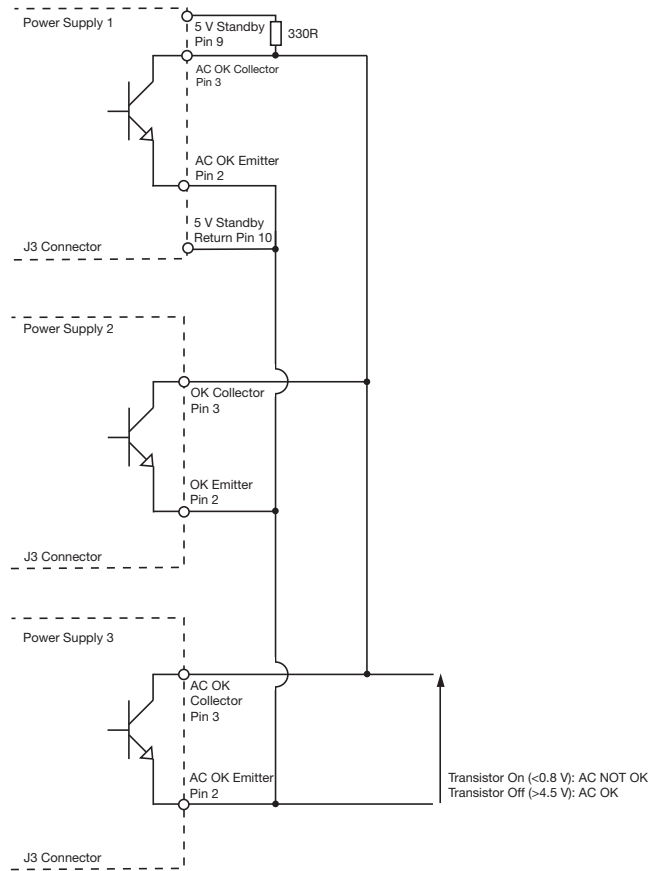 Power Supply 1
5 V Standby
Pin 9
330R
AC OK Collector
Pin 3
AC OK Emitter
Pin 2
5 V Standby
Return Pin 10
J3 Connector
Power Supply 2
OK Collector
Pin 3
OK Emitter
Pin 2
J3 Connector
Power Supply 3
AC OK
Collector
Pin 3
AC OK Emitter
Pin 2
Transistor On (<0.8 V): AC NOT OK
Transistor Off (>4.5 V): AC OK
J3 Connector